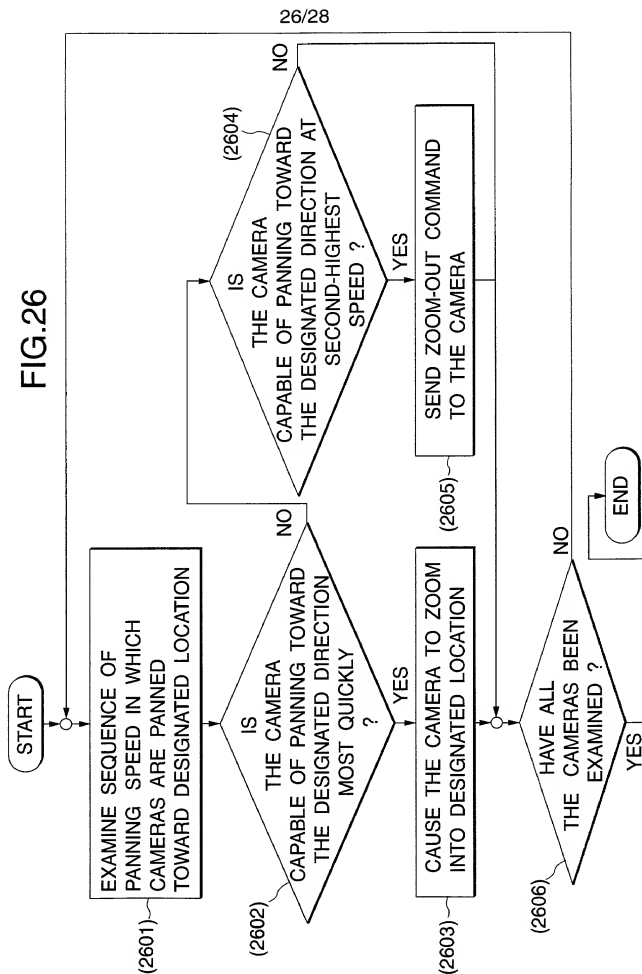 26/28
FIG.26
START
EXAMINE SEQUENCE OF
PANNING SPEED IN WHICH
CAMERAS ARE PANNED
TOWARD DESIGNATED LOCATION
(2601)
IS
THE CAMERA
CAPABLE OF PANNING TOWARD
THE DESIGNATED DIRECTION
MOST QUICKLY
?
(2602)
NO
YES
CAUSE THE CAMERA TO ZOOM
INTO DESIGNATED LOCATION
(2603)
IS
THE CAMERA
CAPABLE OF PANNING TOWARD
THE DESIGNATED DIRECTION AT
SECOND-HIGHEST
SPEED ?
(2604)
NO
YES
SEND ZOOM-OUT COMMAND
TO THE CAMERA
(2605)
HAVE ALL
THE CAMERAS BEEN
EXAMINED ?
(2606)
NO
YES
END